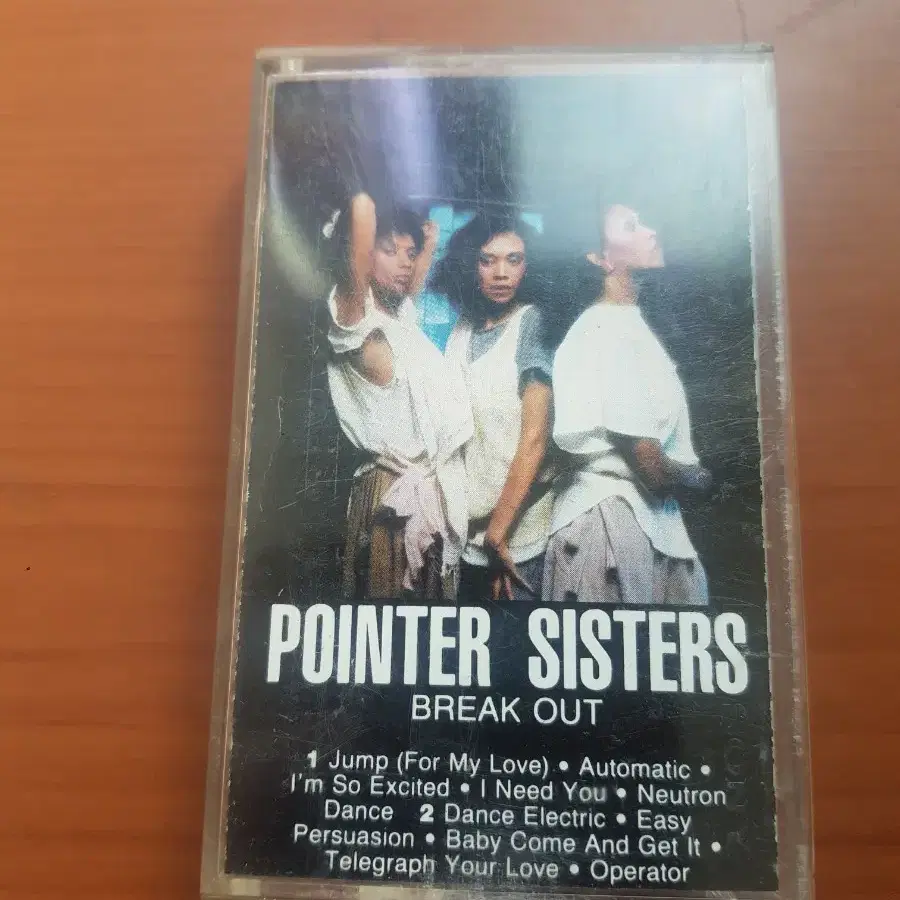 POINTER SISTERS
BREAK OUT
1 Jump (For My Love) • Automatic •
I'm So Excited • I Need You • Neutron
Dance 2 Dance Electric • Easy
Persuasion • Baby Come And Get It •
Telegraph Your Love • Operator